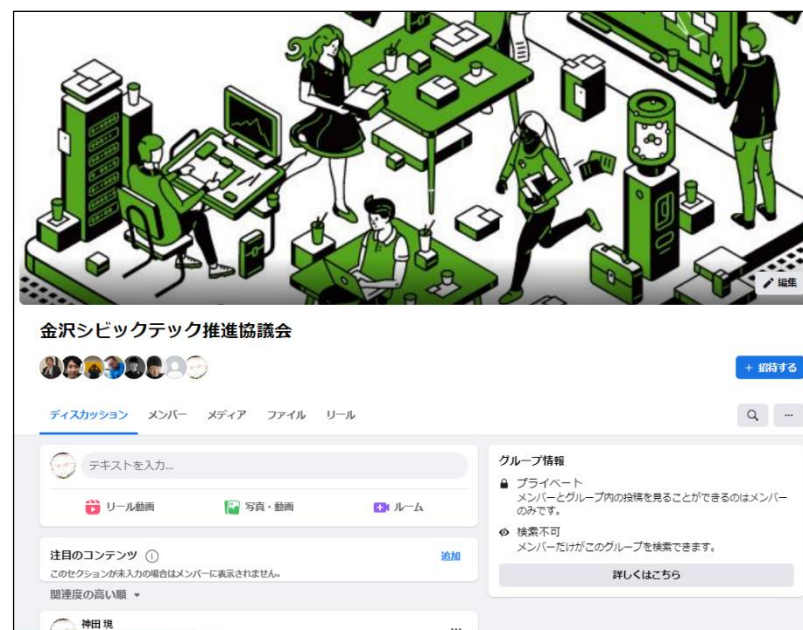 編集
金沢シビックテック推進協議会
+ 招待する
ディスカッション メンバー メディア ファイル リール
テキストを入力...
リール動画 写真・動画 ルーム
注目のコンテンツ
追加
このセクションが未入力の場合はメンバーに表示されません。
関連度の高い順
神田 現
グループ情報
プライベート
メンバーとグループ内の投稿を見ることができるのはメンバー
のみです。
検索不可
メンバーだけがこのグループを検索できます。
詳しくはこちら